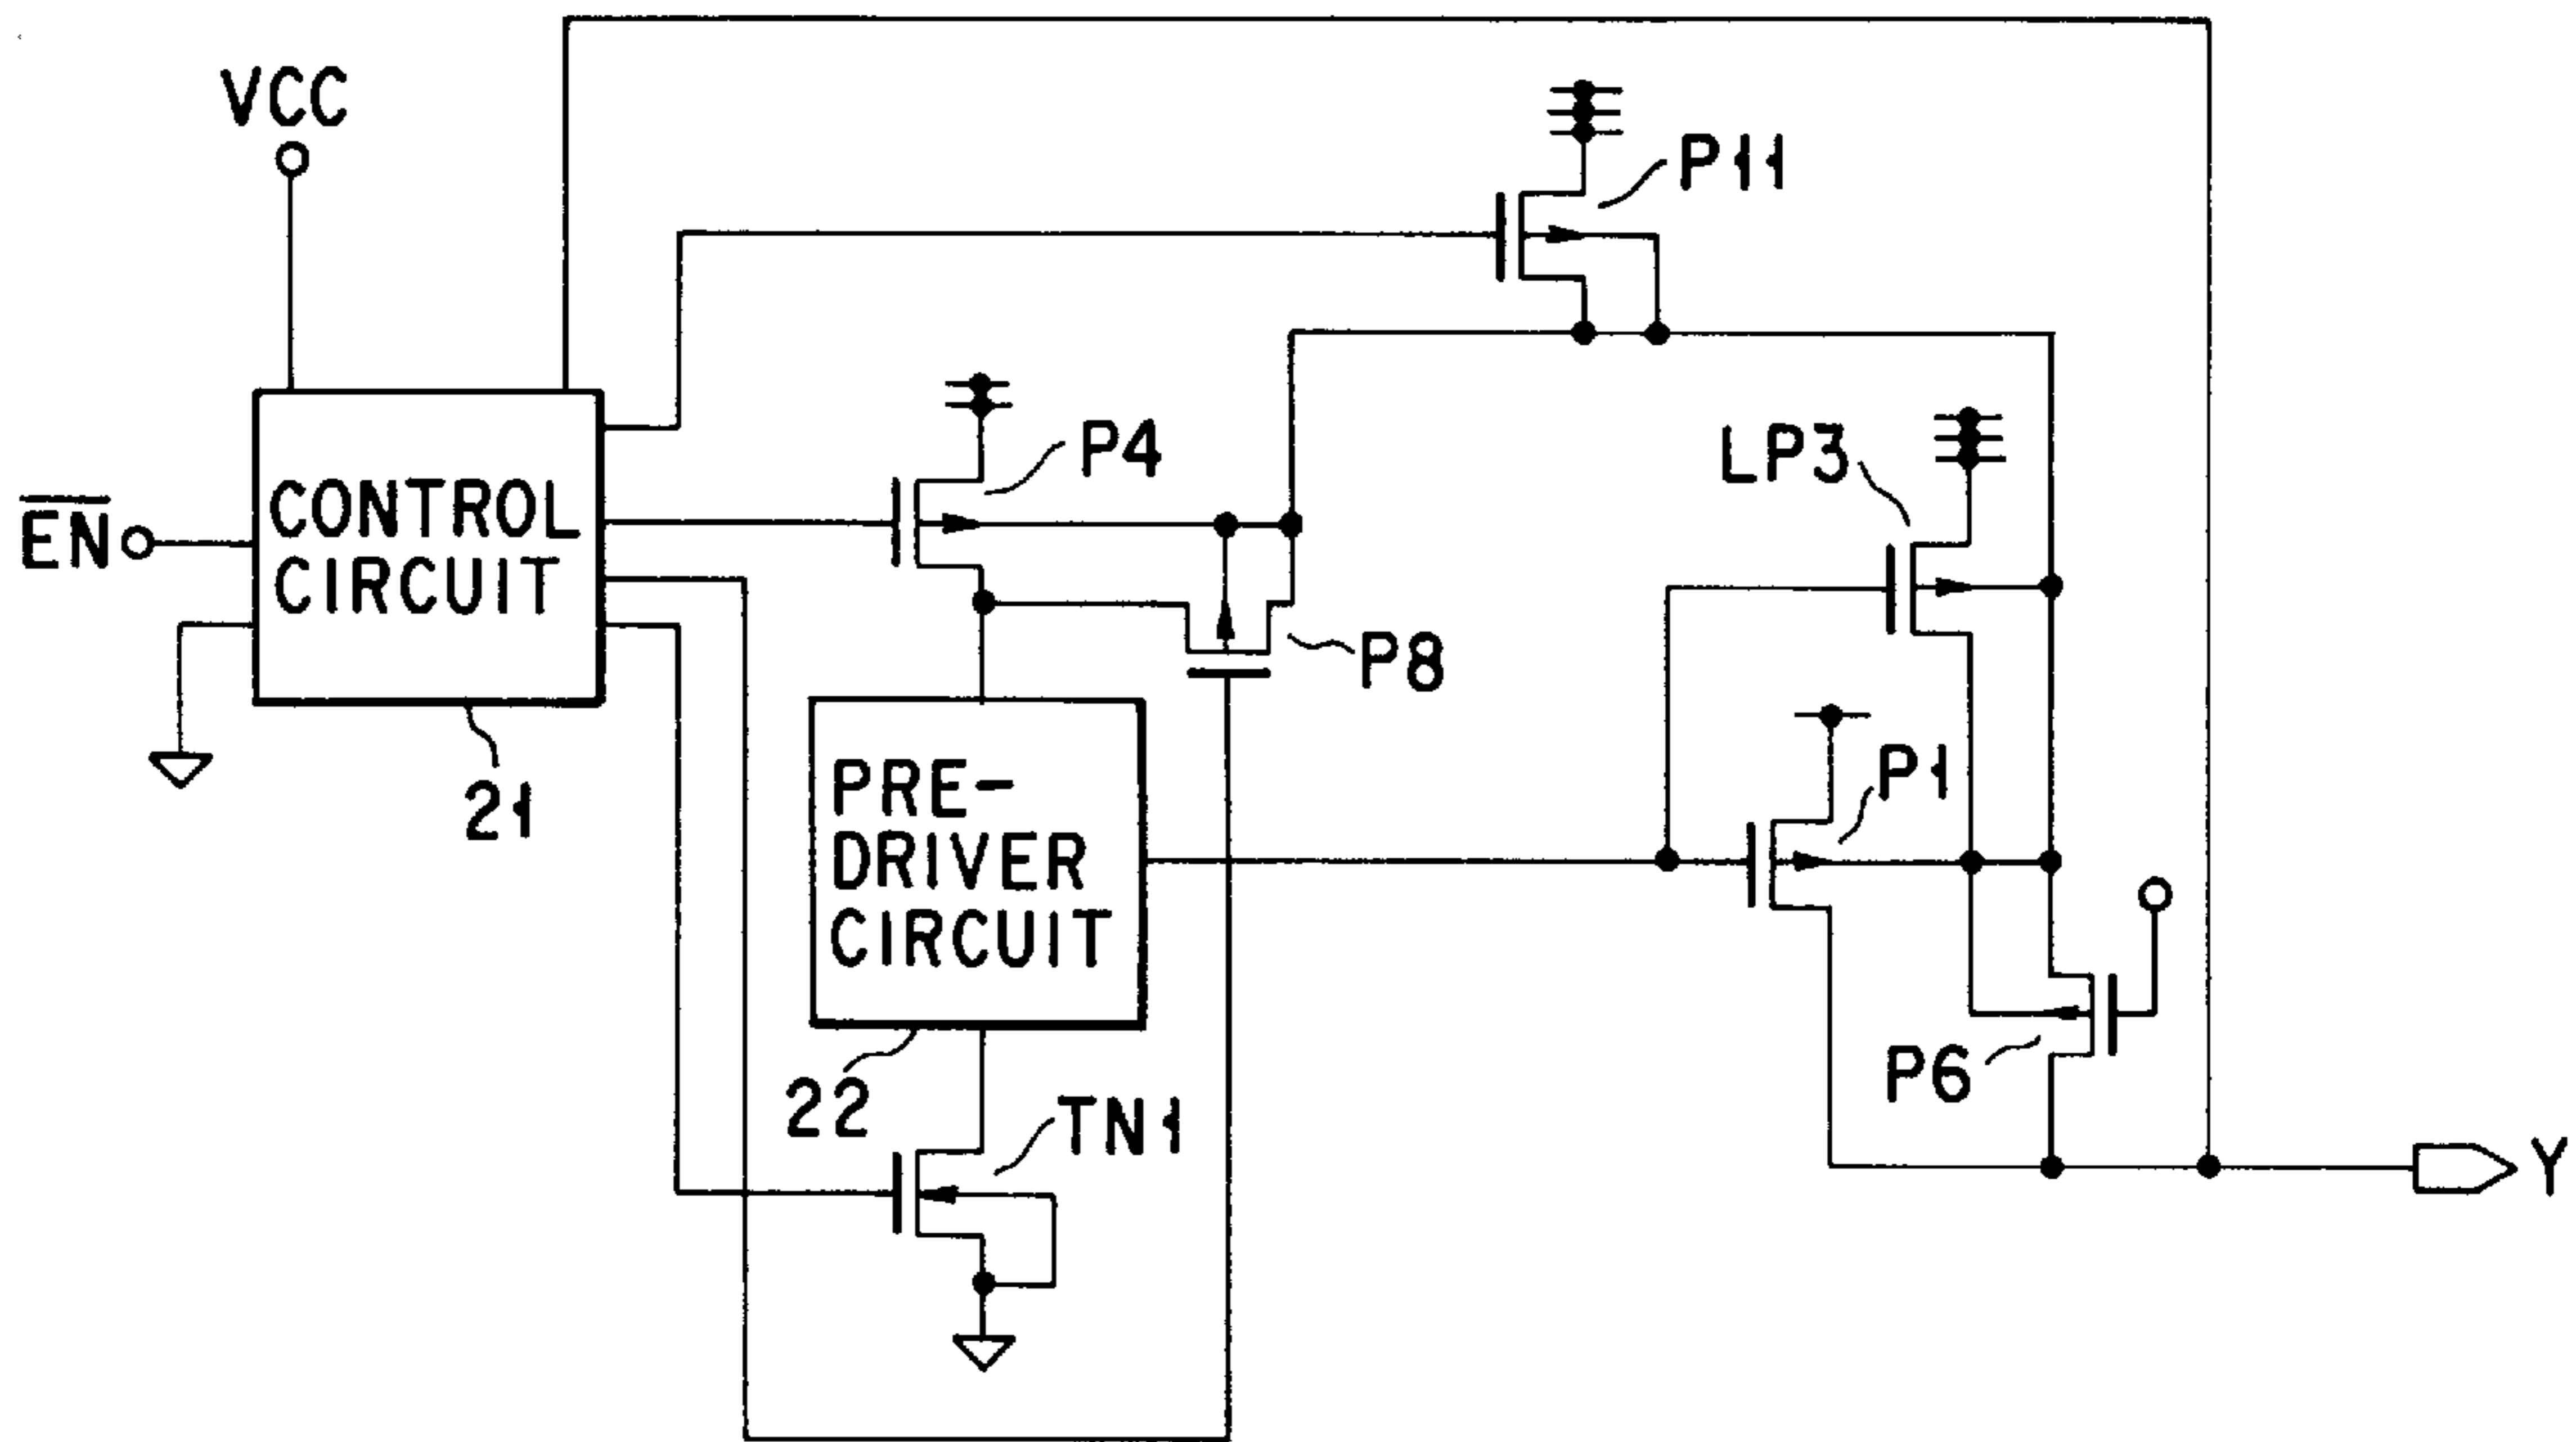 VCC
P11
P4
LP3
EN
CONTROL
CIRCUIT
P8
21
PRE-
DRIVER
CIRCUIT
P1
22
TN1
P6
Y